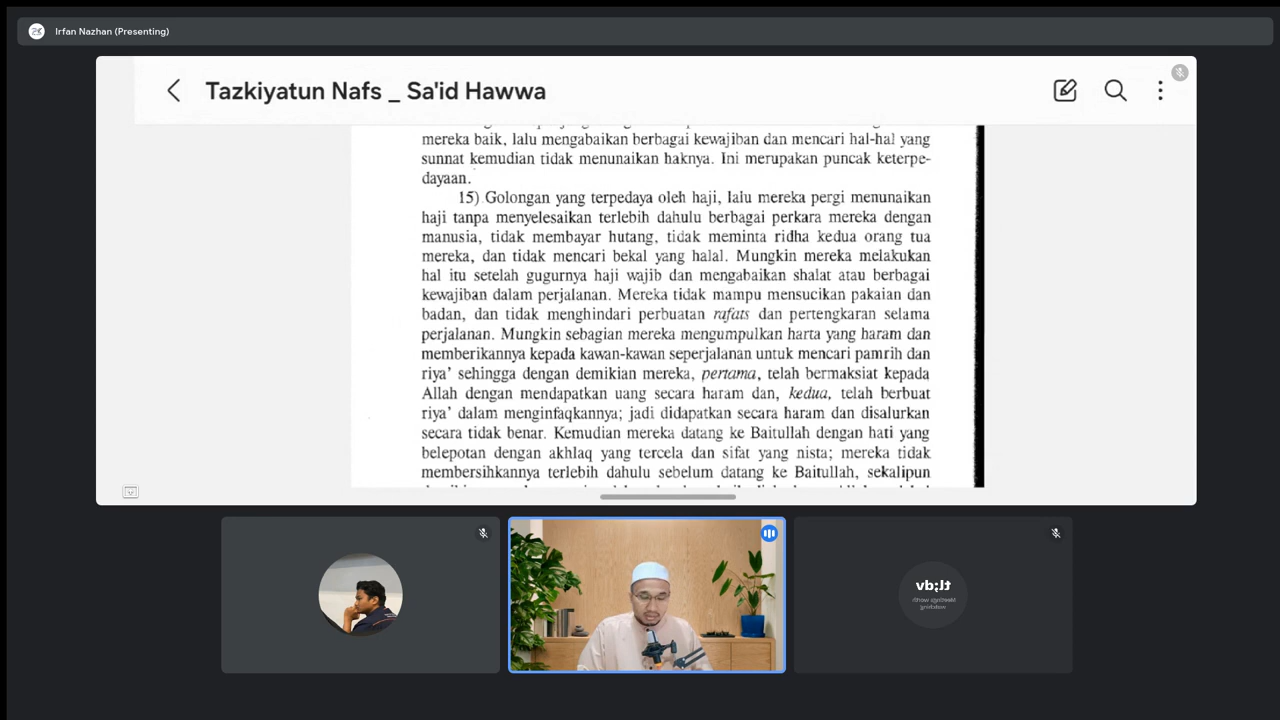 Irfan Nazhan (Presenting)
Tazkiyatun Nafs _ Sa'id Hawwa
mereka baik, lalu mengabaikan berbagai kewajiban dan mencari hal-hal yang
sunnat kemudian tidak menunaikan haknya. Ini merupakan puncak keterpe-
dayaan.
15) Golongan yang terpedaya oleh haji, lalu mereka pergi menunaikan
haji tanpa menyelesaikan terlebih dahulu berbagai perkara mereka dengan
manusia, tidak membayar hutang, tidak meminta ridha kedua orang tua
mereka, dan tidak mencari bekal yang halal. Mungkin mereka melakukan
hal itu setelah gugurnya haji wajib dan mengabaikan shalat atau berbagai
kewajiban dalam perjalanan. Mereka tidak mampu mensucikan pakaian dan
badan, dan tidak menghindari perbuatan rafats dan pertengkaran selama
perjalanan. Mungkin sebagian mereka mengumpulkan harta yang haram dan
memberikannya kepada kawan-kawan seperjalanan untuk mencari pamrih dan
riya' sehingga dengan demikian mereka, pertama, telah bermaksiat kepada
Allah dengan mendapatkan uang secara haram dan, kedua, telah berbuat
riya' dalam menginfaqkannya; jadi didapatkan secara haram dan disalurkan
secara tidak benar. Kemudian mereka datang ke Baitullah dengan hati yang
belepotan dengan akhlaq yang tercela dan sifat yang nista; mereka tidak
membersihkannya terlebih dahulu sebelum datang ke Baitullah, sekalipun